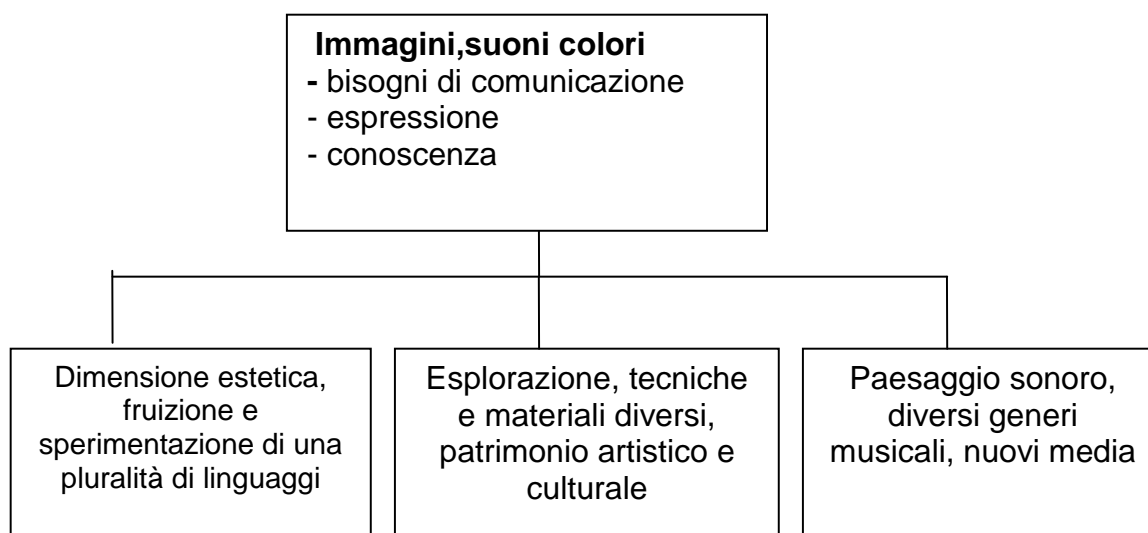 Immagini,suoni colori
- bisogni di comunicazione
- espressione
- conoscenza
Dimensione estetica,
fruizione e
sperimentazione di una
pluralità di linguaggi
Esplorazione, tecniche
e materiali diversi,
patrimonio artistico e
culturale
Paesaggio sonoro,
diversi generi
musicali, nuovi media